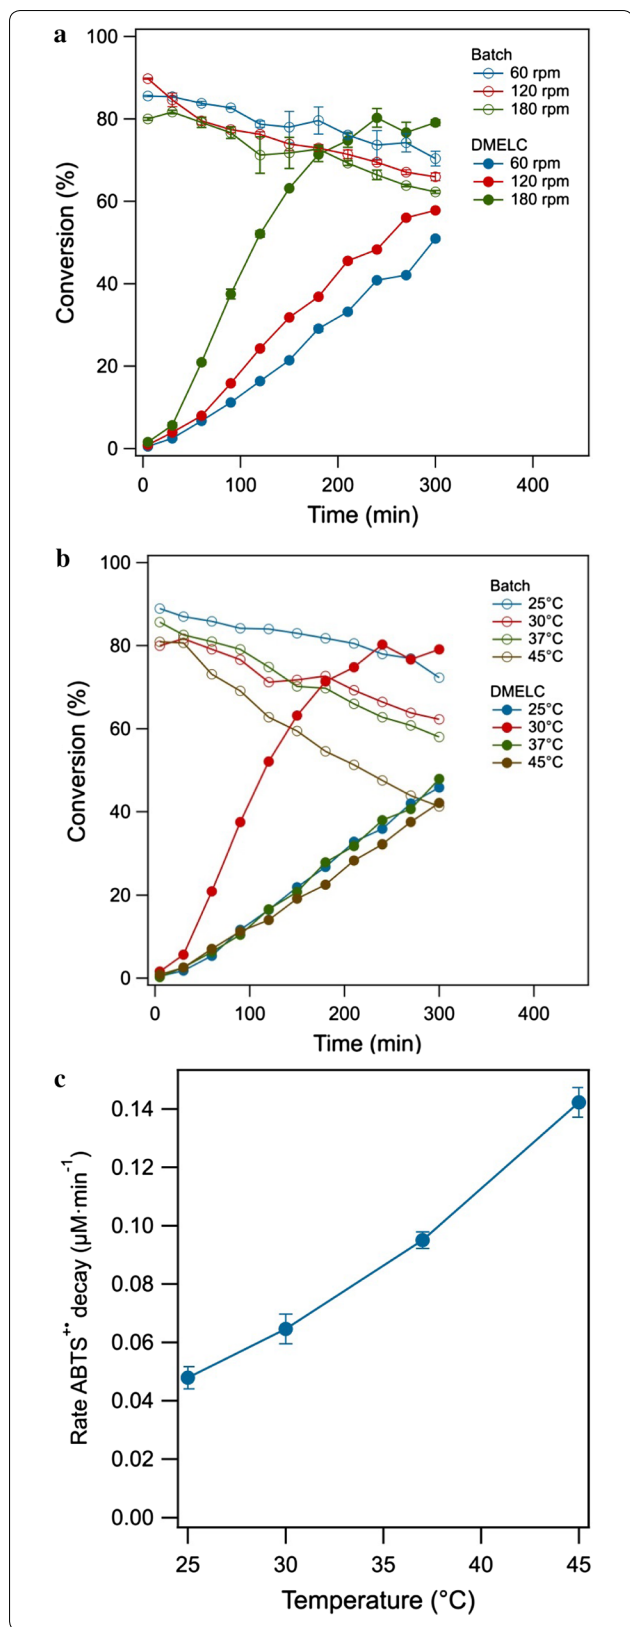 a
100
80
60
40
20
0
Conversion (%)
Batch
60 rpm
120 rpm
180 rpm
DMELC
60 rpm
120 rpm
180 rpm
0 100 200 300 400
Time (min)
b
100
80
60
40
20
0
Conversion (%)
Batch
25°C
30°C
37°C
45°C
DMELC
25°C
30°C
37°C
45°C
0 100 200 300 400
Time (min)
c
0.14
0.12
0.10
0.08
0.06
0.04
0.02
0.00
Rate ABTS⁺• decay (µM·min⁻¹)
25 30 35 40 45
Temperature (°C)